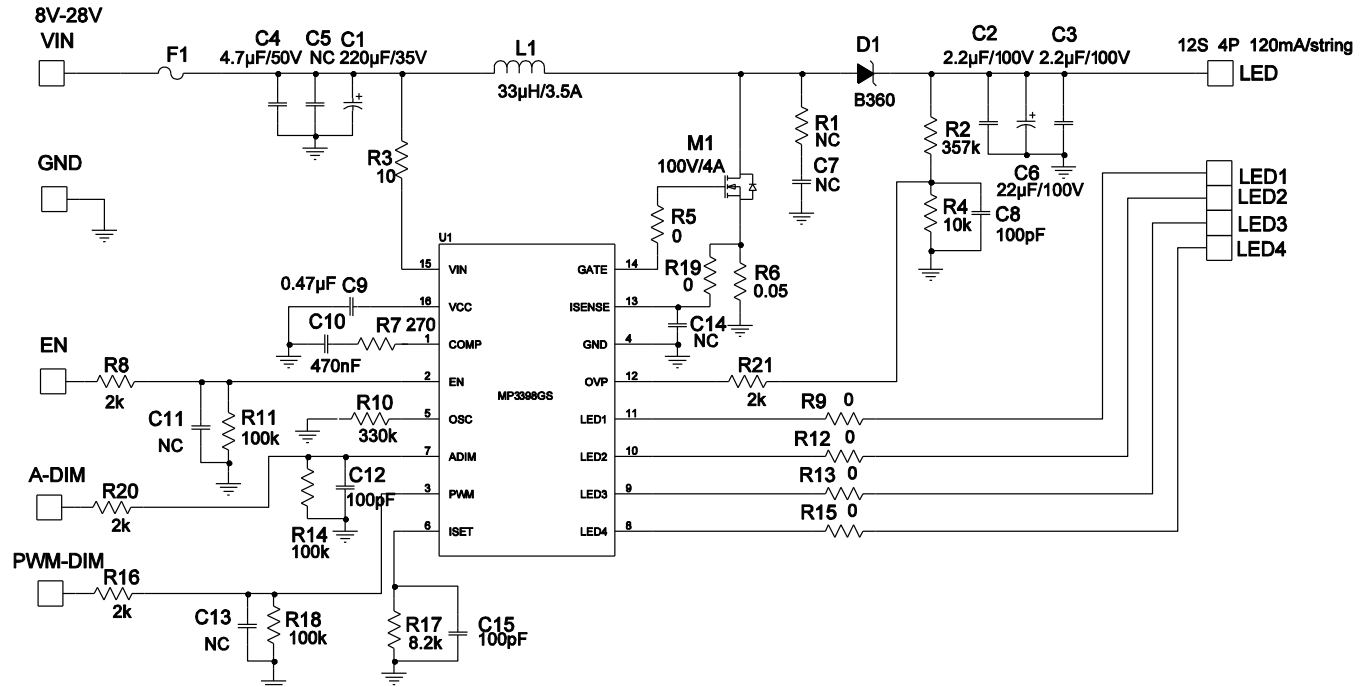 8V-28V
VIN
F1
C4
4.7μF/50V
C5
NC
C1
220μF/35V
L1
33μH/3.5A
D1
B360
C2
2.2μF/100V
C3
2.2μF/100V
12S 4P 120mA/string
LED
GND
R3
10
M1
100V/4A
R1
NC
C7
NC
R2
357k
C6
22μF/100V
R4
10k
C8
100pF
LED1
LED2
LED3
LED4
R5
0
R19
0
R6
0.05
C14
NC
U1
MP3398GS
15 VIN
16 VCC
1 COMP
2 EN
5 OSC
7 ADIM
3 PWM
6 ISET
GATE 14
ISENSE 13
GND 4
OVP 12
LED1 11
LED2 10
LED3 9
LED4 8
0.47μF C9
C10
470nF
R7 270
EN
R8
2k
C11
NC
R11
100k
R10
330k
A-DIM
R20
2k
R14
100k
C12
100pF
PWM-DIM
R16
2k
C13
NC
R18
100k
R17
8.2k
C15
100pF
R21
2k
R9 0
R12 0
R13 0
R15 0